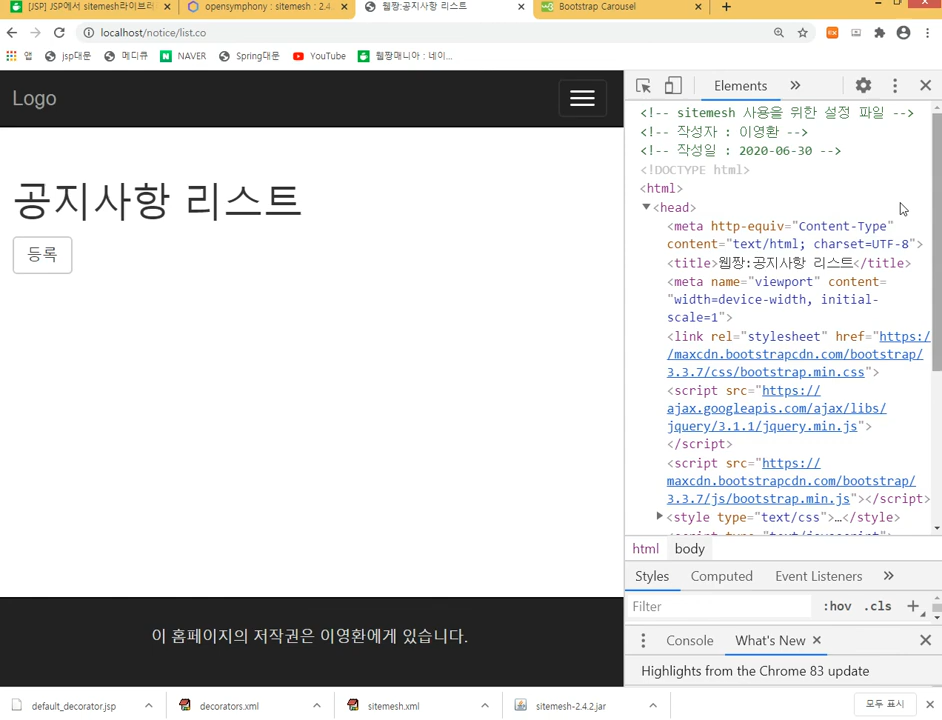 [JSP] JSP에서 sitemesh라이브러리
opensymphony : sitemesh : 2.4.
웹짱:공지사항 리스트
Bootstrap Carousel
localhost/notice/list.co
앱
jsp대문
메디큐
NAVER
Spring대문
YouTube
웹짱매니아 : 네이...
Logo
공지사항 리스트
등록
이 홈페이지의 저작권은 이영환에게 있습니다.
Elements
<!-- sitemesh 사용을 위한 설정 파일 -->
<!-- 작성자 : 이영환 -->
<!-- 작성일 : 2020-06-30 -->
<!DOCTYPE html>
<html>
<head>
<meta http-equiv="Content-Type"
content="text/html; charset=UTF-8">
<title>웹짱:공지사항 리스트</title>
<meta name="viewport" content=
"width=device-width, initial-
scale=1">
<link rel="stylesheet" href="https:/
/maxcdn.bootstrapcdn.com/bootstrap/
3.3.7/css/bootstrap.min.css">
<script src="https://
ajax.googleapis.com/ajax/libs/
jquery/3.1.1/jquery.min.js">
</script>
<script src="https://
maxcdn.bootstrapcdn.com/bootstrap/
3.3.7/js/bootstrap.min.js"></script>
<style type="text/css">…</style>
<script type="text/javascript">
html body
Styles Computed Event Listeners
Filter :hov .cls
Console What's New
Highlights from the Chrome 83 update
default_decorator.jsp
decorators.xml
sitemesh.xml
sitemesh-2.4.2.jar
모두 표시